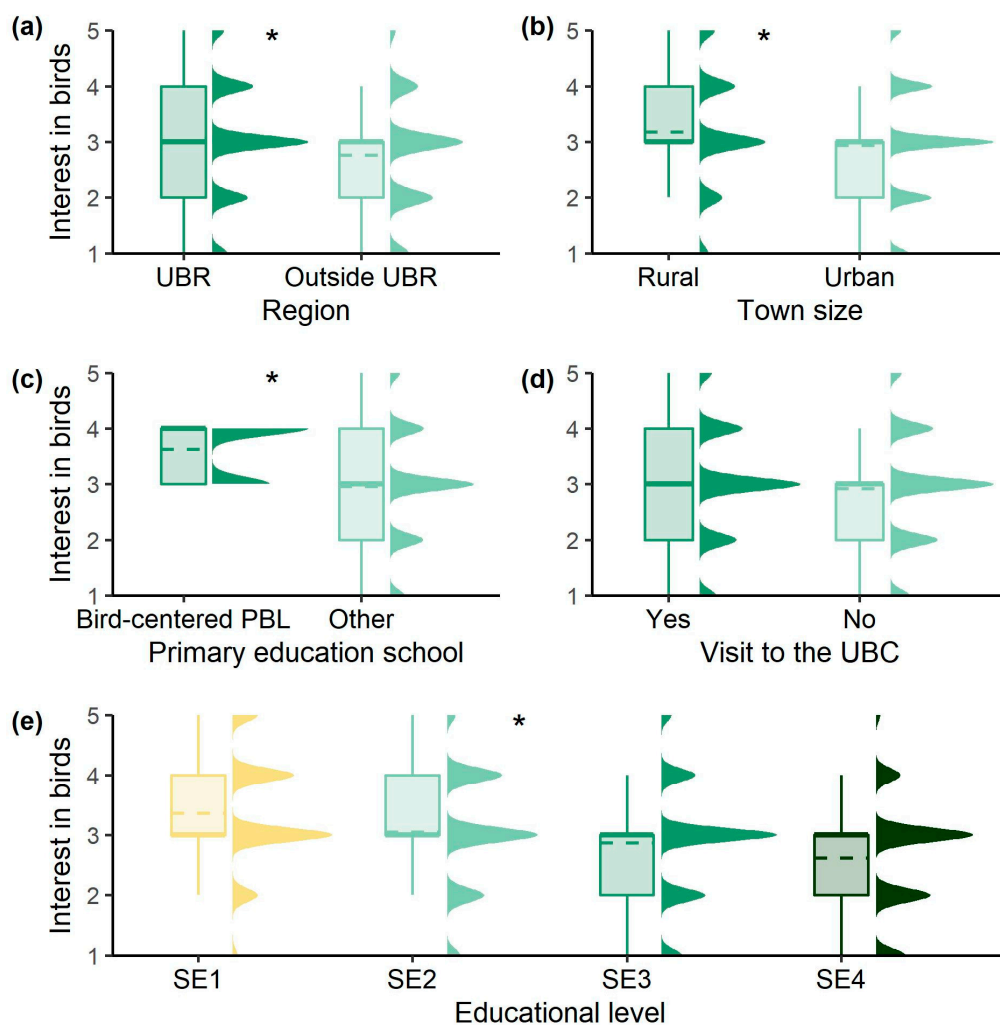 (a)
*
Interest in birds
5
4
3
2
1
UBR Outside UBR
Region
(b)
*
5
4
3
2
1
Rural Urban
Town size
(c)
*
Interest in birds
5
4
3
2
1
Bird-centered PBL Other
Primary education school
(d)
5
4
3
2
1
Yes No
Visit to the UBC
(e)
*
Interest in birds
5
4
3
2
1
SE1 SE2 SE3 SE4
Educational level